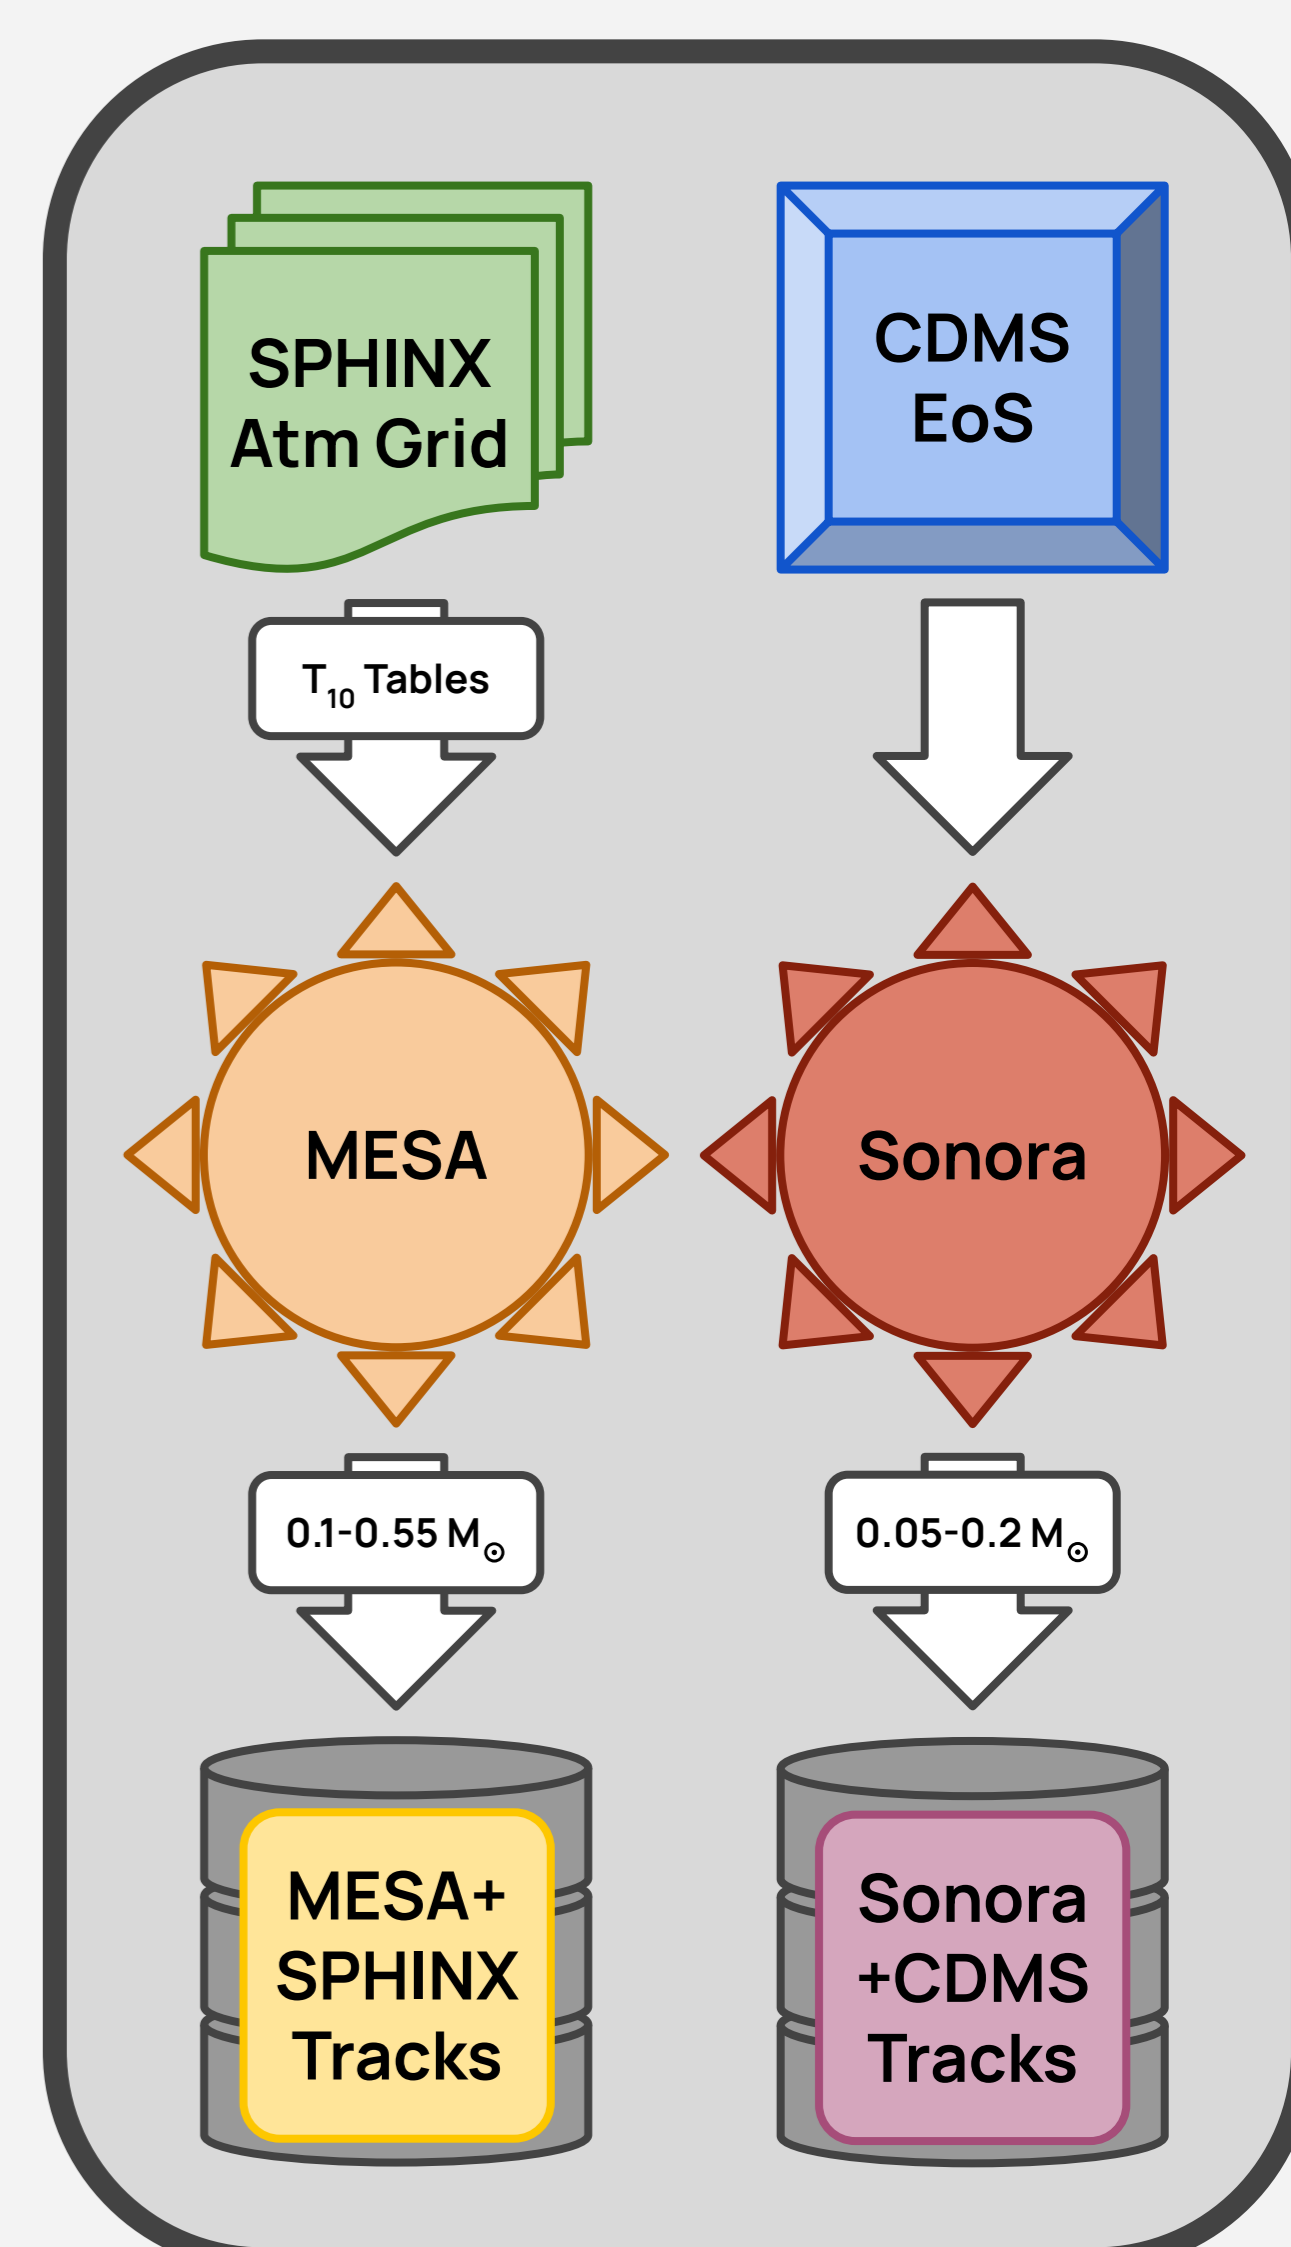 SPHINX
Atm Grid
CDMS
EoS
T₁₀ Tables
MESA
Sonora
0.1-0.55 M☉
0.05-0.2 M☉
MESA+
SPHINX
Tracks
Sonora
+CDMS
Tracks